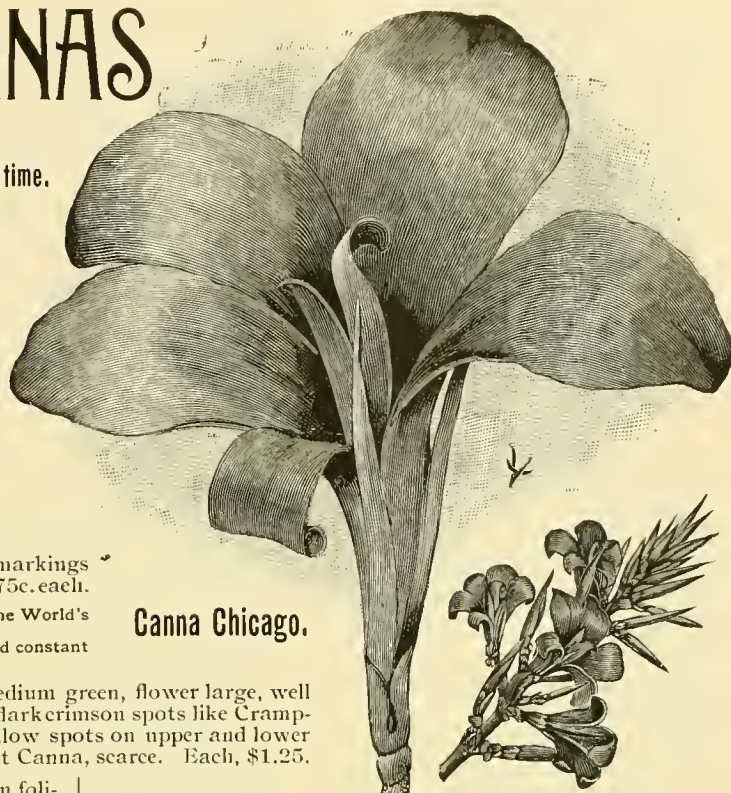 NAS
time.
markings
75c. each.
he World's
Canna Chicago.
d constant
edium green, flower large, well
dark crimson spots like Cramp-
low spots on upper and lower
t Canna, scarce. Each, $1.25.
n foli-